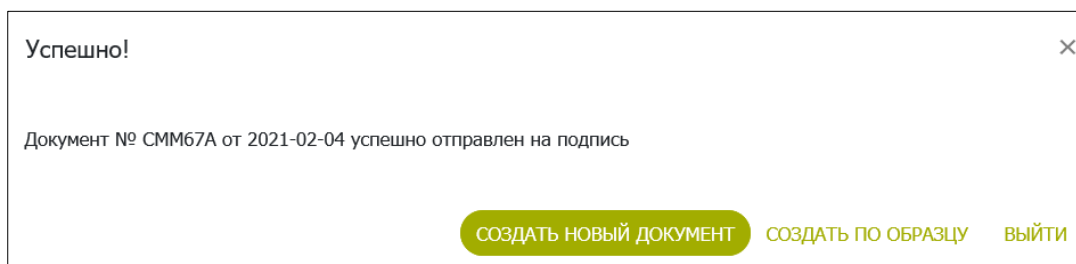 Успешно!
Документ № СММ67А от 2021-02-04 успешно отправлен на подпись
СОЗДАТЬ НОВЫЙ ДОКУМЕНТ СОЗДАТЬ ПО ОБРАЗЦУ ВЫЙТИ